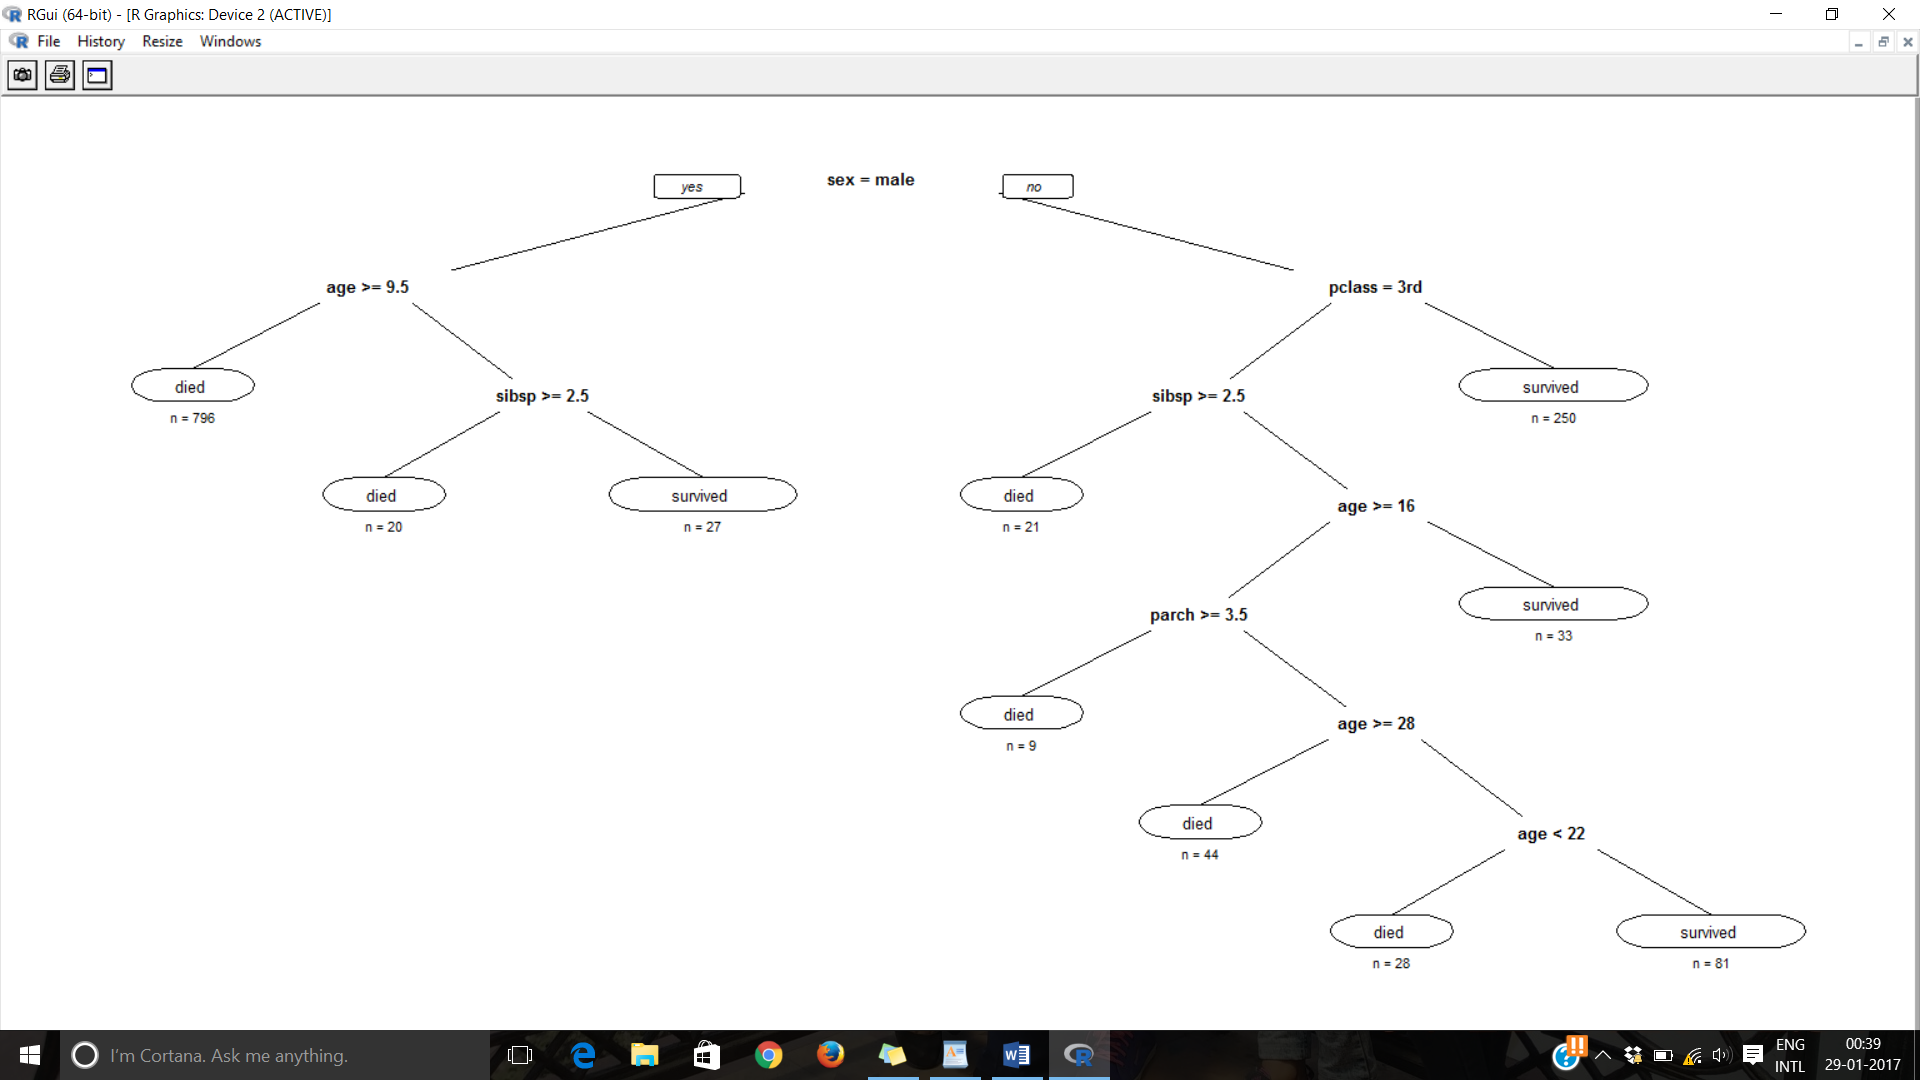 RGui (64-bit) - [R Graphics: Device 2 (ACTIVE)]
File History Resize Windows
yes
sex = male
no
age >= 9.5
pclass = 3rd
died
n = 796
sibsp >= 2.5
sibsp >= 2.5
survived
n = 250
died
n = 20
survived
n = 27
died
n = 21
age >= 16
survived
n = 33
parch >= 3.5
died
n = 9
age >= 28
died
n = 44
age < 22
died
n = 28
survived
n = 81
I'm Cortana. Ask me anything.
ENG
INTL
00:39
29-01-2017